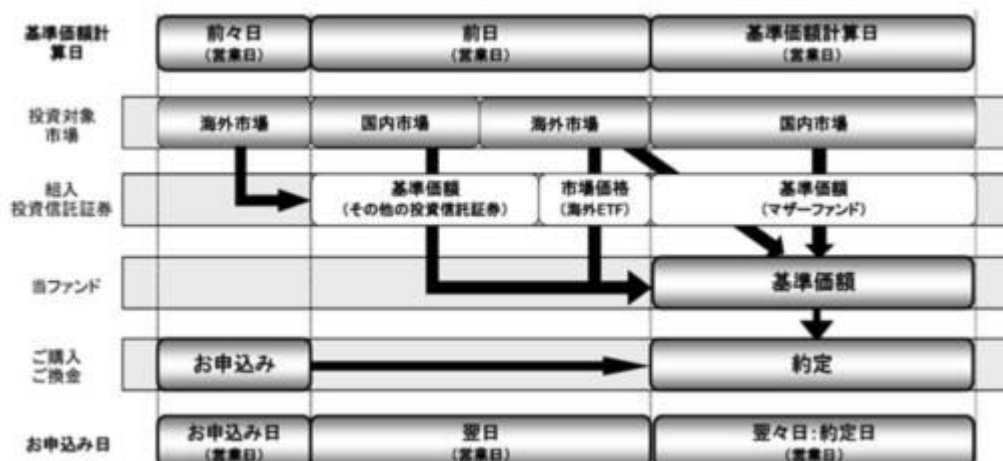 基準価額計
算日
前々日
(営業日)
前日
(営業日)
基準価額計算日
(営業日)
投資対象
市場
海外市場
国内市場
海外市場
国内市場
組入
投資信託証券
基準価額
(その他の投資信託証券)
市場価格
(海外ETF)
基準価額
(マザーファンド)
当ファンド
基準価額
ご購入
ご換金
お申込み
約定
お申込み日
お申込み日
(営業日)
翌日
(営業日)
翌々日:約定日
(営業日)